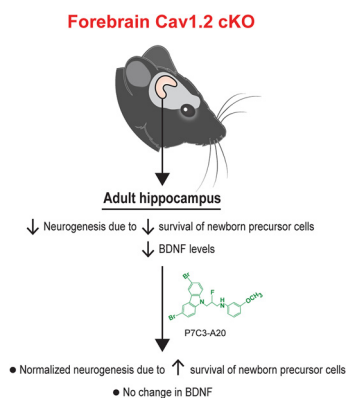 Forebrain Cav1.2 cKO
Adult hippocampus
↓ Neurogenesis due to ↓ survival of newborn precursor cells
↓ BDNF levels
Br
F
N
N
H
OCH3
Br
P7C3-A20
● Normalized neurogenesis due to ↑ survival of newborn precursor cells
● No change in BDNF